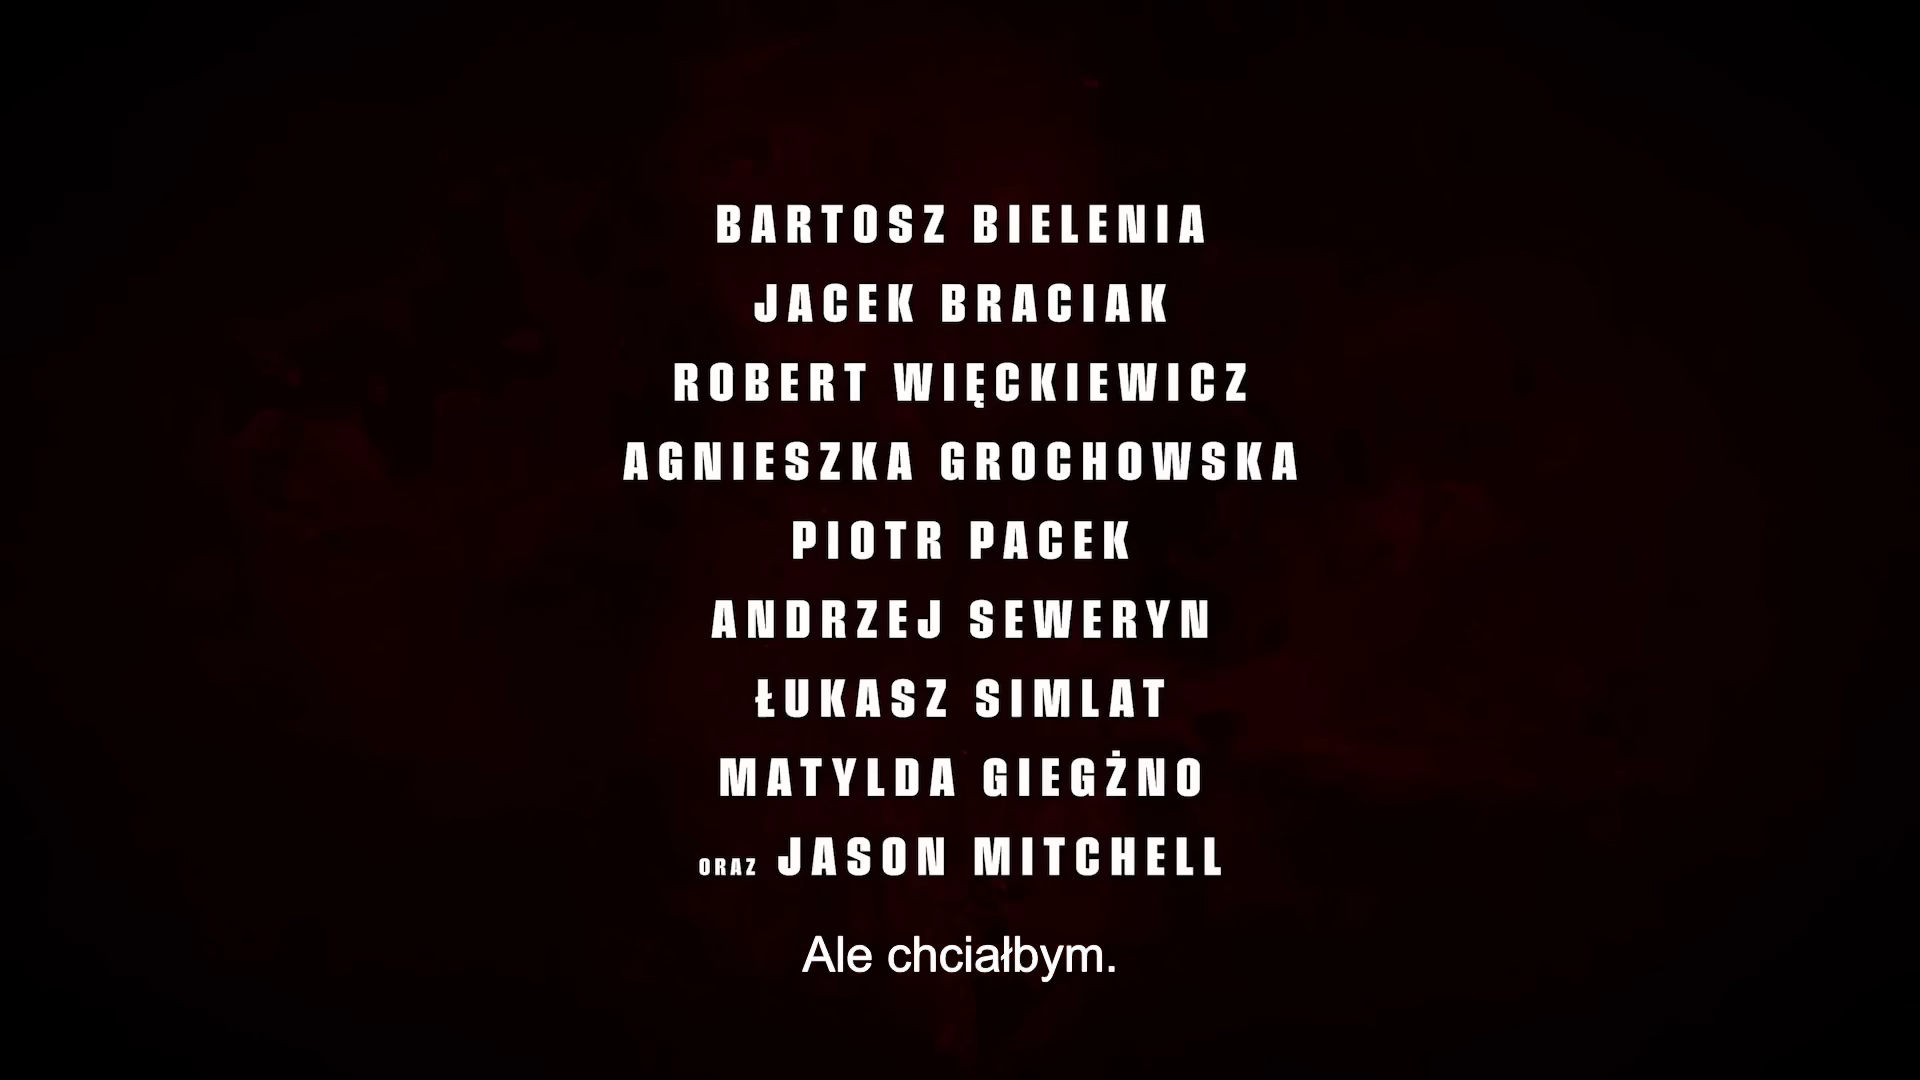 BARTOSZ BIELENIA
JACEK BRACIAK
ROBERT WIĘCKIEWICZ
AGNIESZKA GROCHOWSKA
PIOTR PACEK
ANDRZEJ SEWERYN
ŁUKASZ SIMLAT
MATYLDA GIEGŻNO
ORAZ JASON MITCHELL
Ale chciałbym.